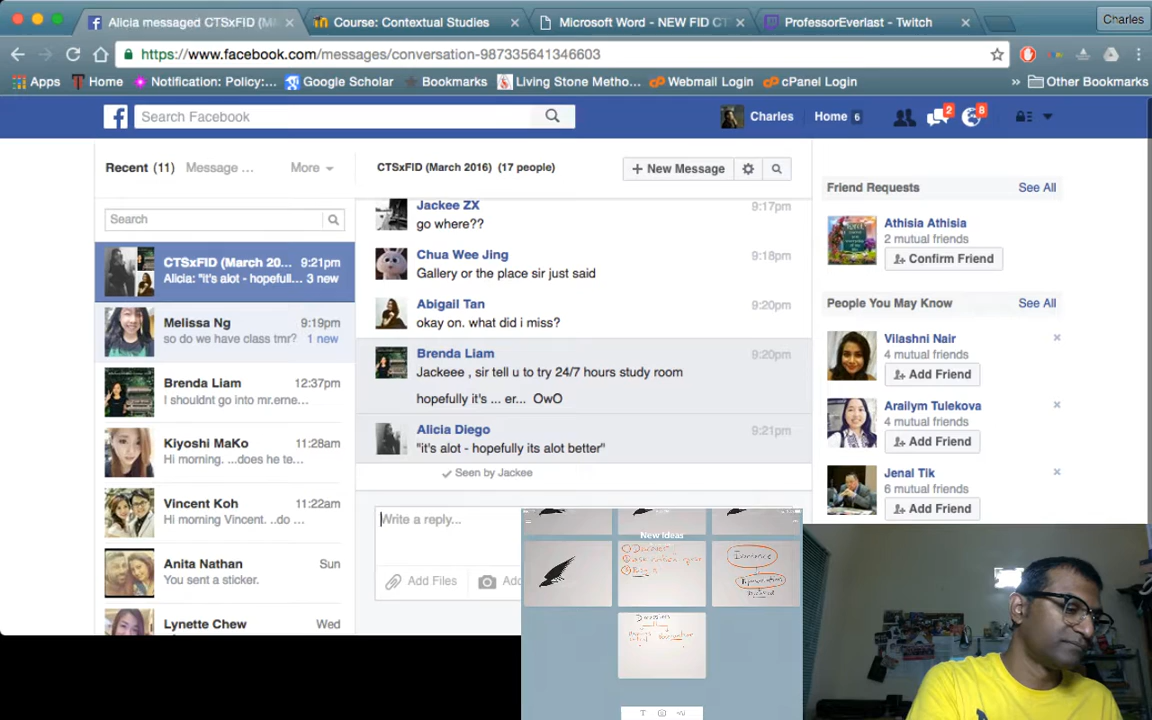 Alicia messaged CTSxFID (M
Course: Contextual Studies
Microsoft Word - NEW FID CT
ProfessorEverlast - Twitch
Charles
https://www.facebook.com/messages/conversation-987335641346603
Apps
Home
Notification: Policy:...
Google Scholar
Bookmarks
Living Stone Metho...
Webmail Login
cPanel Login
»
Other Bookmarks
Search Facebook
Charles
Home 6
2
8
Recent (11)
Message ...
More
CTSxFID (March 2016) (17 people)
+ New Message
Search
CTSxFID (March 20... 9:21pm
Alicia: "it's alot - hopefull... 3 new
Melissa Ng 9:19pm
so do we have class tmr? 1 new
Brenda Liam 12:37pm
I shouldnt go into mr.erne...
Kiyoshi MaKo 11:28am
Hi morning. ...does he te...
Vincent Koh 11:22am
Hi morning Vincent. ..do ...
Anita Nathan Sun
You sent a sticker.
Lynette Chew Wed
Jackee ZX 9:17pm
go where??
Chua Wee Jing 9:18pm
Gallery or the place sir just said
Abigail Tan 9:20pm
okay on. what did i miss?
Brenda Liam 9:20pm
Jackeee , sir tell u to try 24/7 hours study room
hopefully it's ... er... OwO
Alicia Diego 9:21pm
"it's alot - hopefully its alot better"
Seen by Jackee
Write a reply...
Add Files
Add
Friend Requests See All
Athisia Athisia
2 mutual friends
Confirm Friend
People You May Know See All
Vilashni Nair
4 mutual friends
Add Friend
Arailym Tulekova
4 mutual friends
Add Friend
Jenal Tik
6 mutual friends
Add Friend
New Ideas